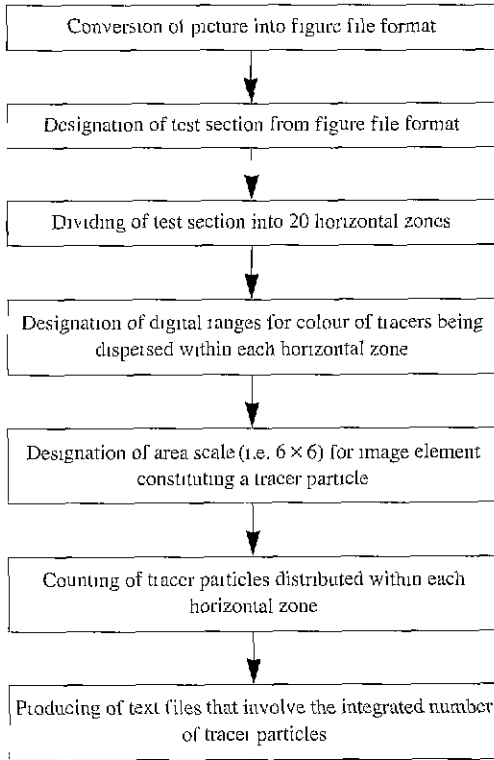 Conversion of picture into figure file format
Designation of test section from figure file format
Dividing of test section into 20 horizontal zones
Designation of digital ranges for colour of tracers being
dispersed within each horizontal zone
Designation of area scale (i.e. 6 × 6) for image element
constituting a tracer particle
Counting of tracer particles distributed within each
horizontal zone
Producing of text files that involve the integrated number
of tracer particles